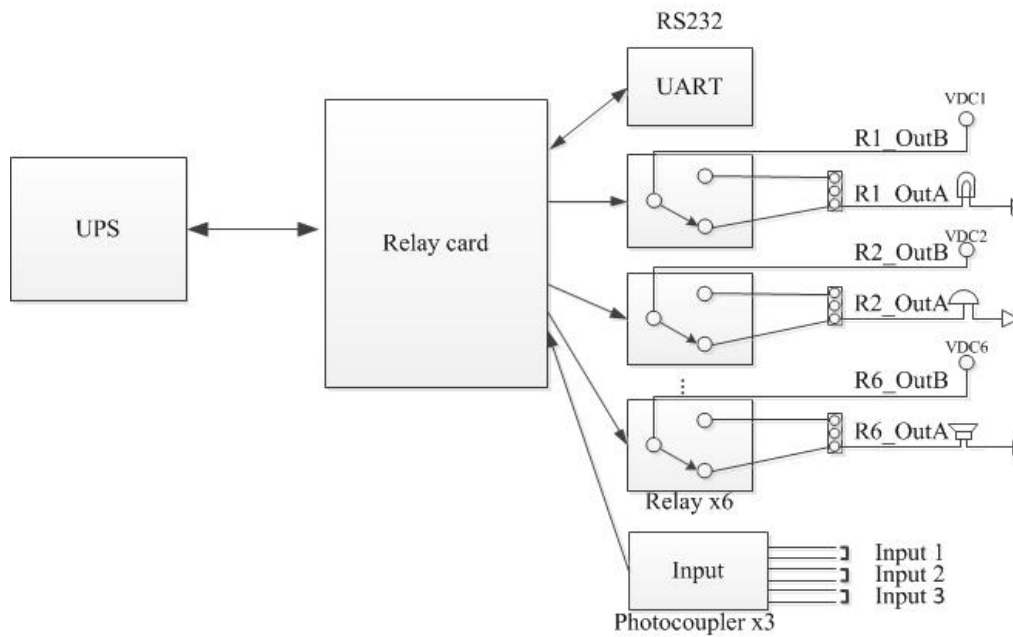 RS232
UART
VDC1
R1_OutB
R1_OutA
UPS
Relay card
VDC2
R2_OutB
R2_OutA
VDC6
R6_OutB
R6_OutA
Relay x6
Input
Input 1
Input 2
Input 3
Photocoupler x3